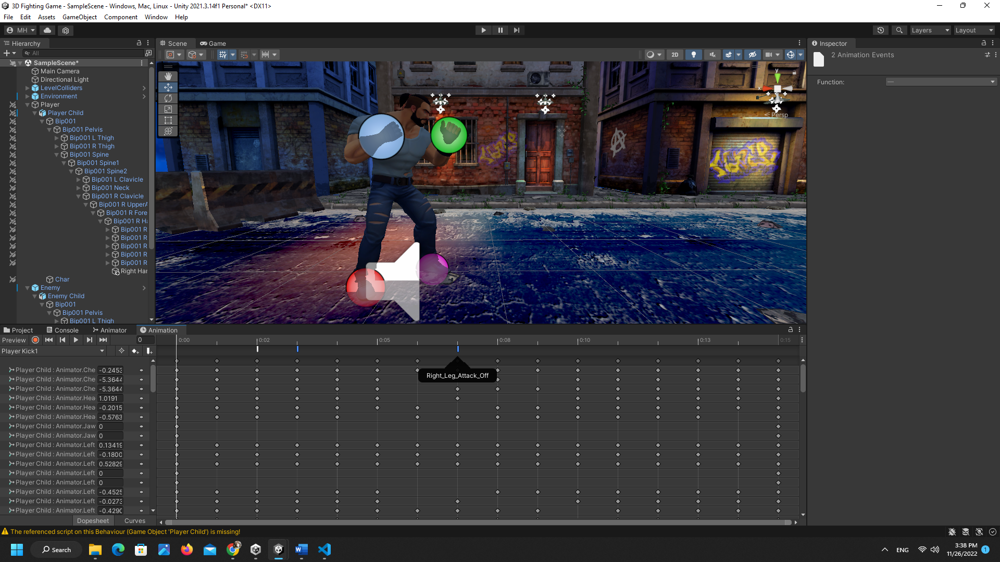 3D Fighting Game - SampleScene - Windows, Mac, Linux - Unity 2021.3.14f1 Personal* <DX11>
File Edit Assets GameObject Component Window Help
MH Layers Layout
Hierarchy
All
SampleScene*
Main Camera
Directional Light
LevelColliders
Environment
Player
Player Child
Bip001
Bip001 Pelvis
Bip001 L Thigh
Bip001 R Thigh
Bip001 Spine
Bip001 Spine1
Bip001 Spine2
Bip001 L Clavicle
Bip001 Neck
Bip001 R Clavicle
Bip001 R UpperA
Bip001 R Fore
Bip001 R Ha
Bip001 R
Bip001 R
Bip001 R
Bip001 R
Bip001 R
Right Har
Char
Enemy
Enemy Child
Bip001
Bip001 Pelvis
Bip001 L Thigh
Scene Game
2D
y
x
Persp
Inspector
2 Animation Events
Function: —
Project Console Animator Animation
Preview 0
0:00 0:02 0:05 0:08 0:10 0:13 0:15
Player Kick1
Right_Leg_Attack_Off
Player Child : Animator.Che -0.2453
Player Child : Animator.Che -5.3644
Player Child : Animator.Che -5.3644
Player Child : Animator.Hea 1.0191
Player Child : Animator.Hea -0.2015
Player Child : Animator.Hea -0.5763
Player Child : Animator.Jaw 0
Player Child : Animator.Jaw 0
Player Child : Animator.Left 0.13419
Player Child : Animator.Left -0.1800
Player Child : Animator.Left 0.52829
Player Child : Animator.Left 0
Player Child : Animator.Left 0
Player Child : Animator.Left -0.4525
Player Child : Animator.Left -0.0273
Player Child : Animator.Left -0.4290
Dopesheet Curves
The referenced script on this Behaviour (Game Object 'Player Child') is missing!
Search
ENG
3:38 PM
11/26/2022
1